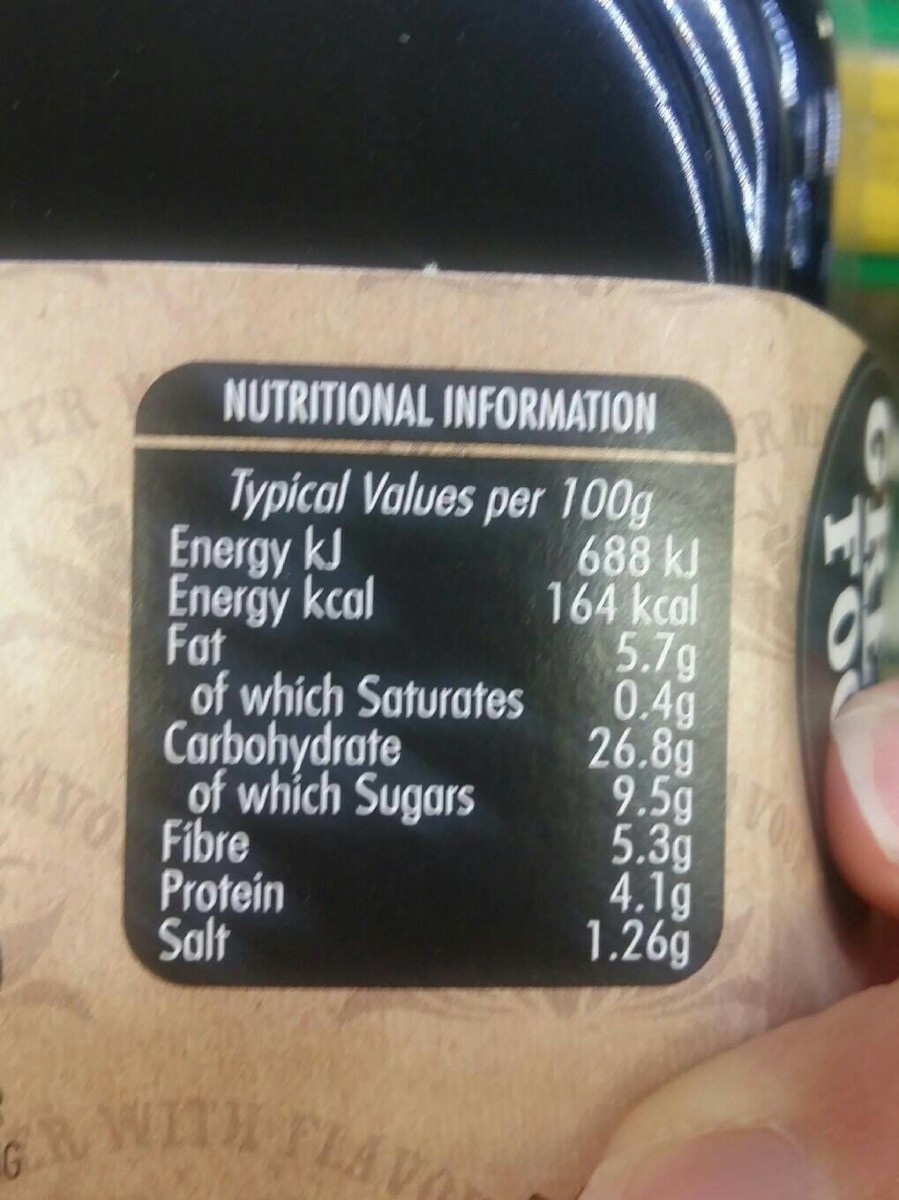 NUTRITIONAL INFORMATION
Typical Values per 100g
Energy kJ 688 kJ
Energy kcal 164 kcal
Fat 5.7g
of which Saturates 0.4g
Carbohydrate 26.8g
of which Sugars 9.5g
Fibre 5.3g
Protein 4.1g
Salt 1.26g
WITH